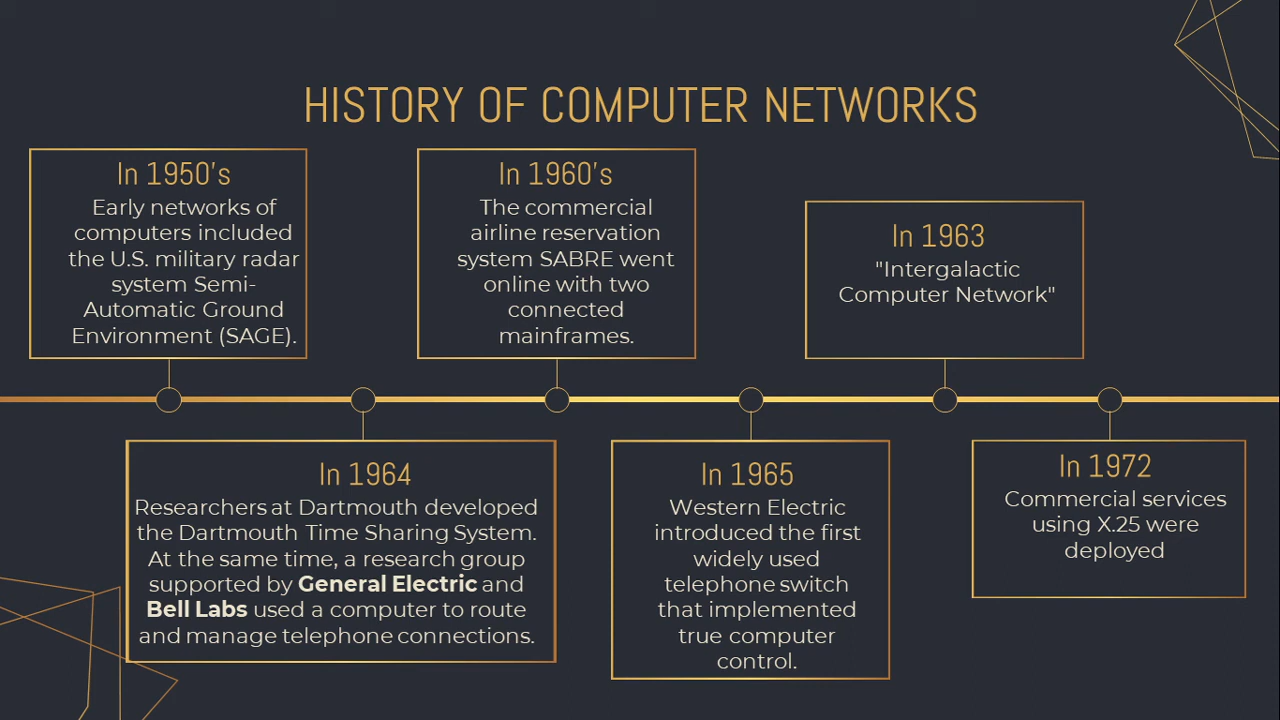 HISTORY OF COMPUTER NETWORKS
In 1950's
Early networks of
computers included
the U.S. military radar
system Semi-
Automatic Ground
Environment (SAGE).
In 1960's
The commercial
airline reservation
system SABRE went
online with two
connected
mainframes.
In 1963
"Intergalactic
Computer Network"
In 1964
Researchers at Dartmouth developed
the Dartmouth Time Sharing System.
At the same time, a research group
supported by General Electric and
Bell Labs used a computer to route
and manage telephone connections.
In 1965
Western Electric
introduced the first
widely used
telephone switch
that implemented
true computer
control.
In 1972
Commercial services
using X.25 were
deployed